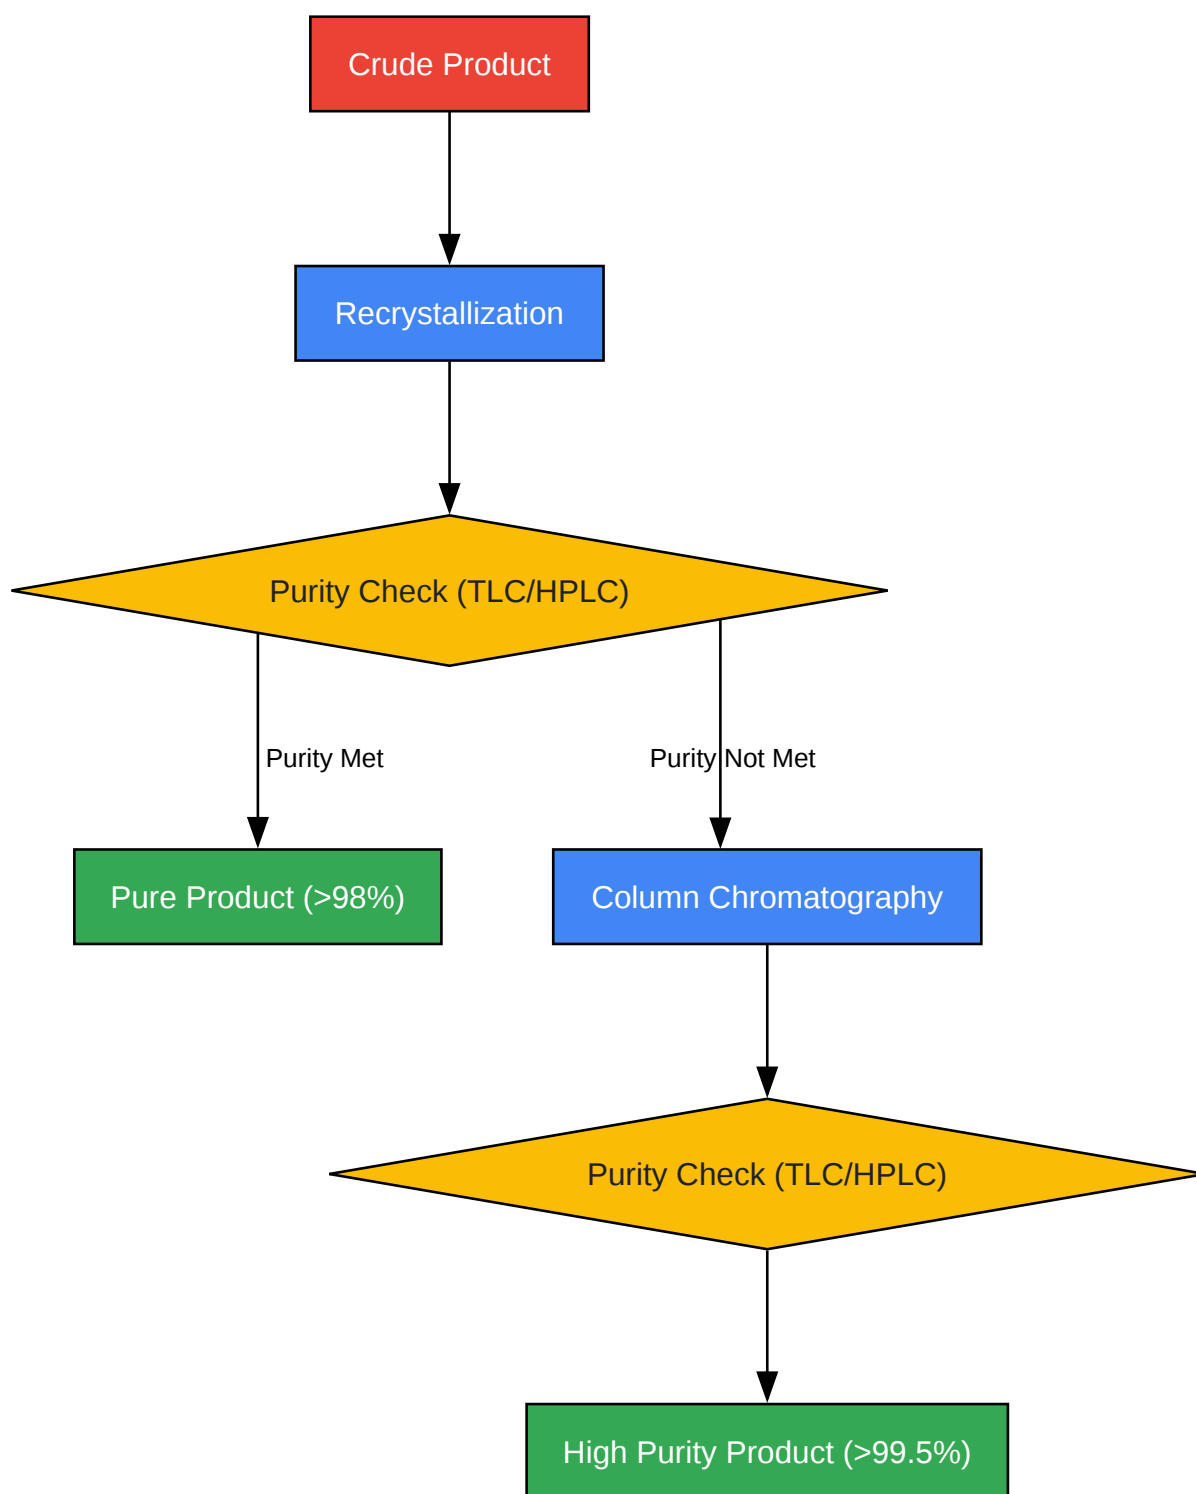 Crude Product
Recrystallization
Purity Check (TLC/HPLC)
Purity Met
Purity Not Met
Pure Product (>98%)
Column Chromatography
Purity Check (TLC/HPLC)
High Purity Product (>99.5%)